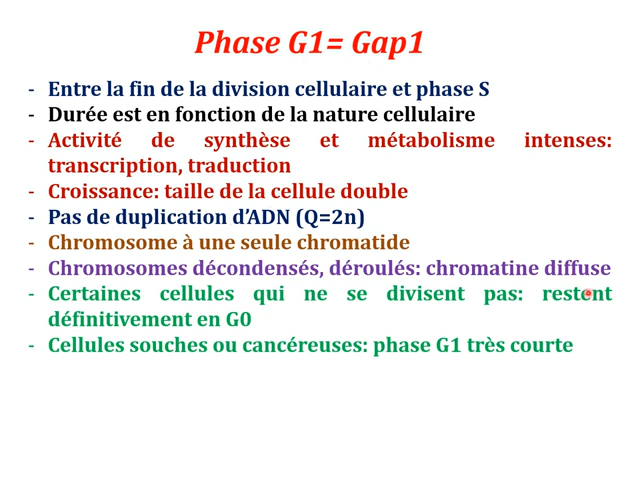 Phase G1= Gap1
- Entre la fin de la division cellulaire et phase S
- Durée est en fonction de la nature cellulaire
- Activité de synthèse et métabolisme intenses:
transcription, traduction
- Croissance: taille de la cellule double
- Pas de duplication d’ADN (Q=2n)
- Chromosome à une seule chromatide
- Chromosomes décondensés, déroulés: chromatine diffuse
- Certaines cellules qui ne se divisent pas: restent
définitivement en G0
- Cellules souches ou cancéreuses: phase G1 très courte